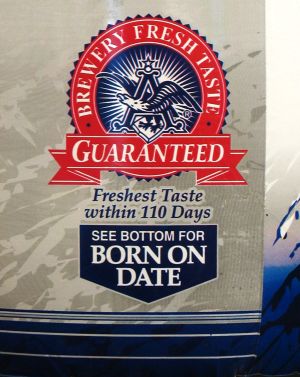 BREWERY FRESH TASTE
A
®
GUARANTEED
Freshest Taste
within 110 Days
SEE BOTTOM FOR
BORN ON
DATE